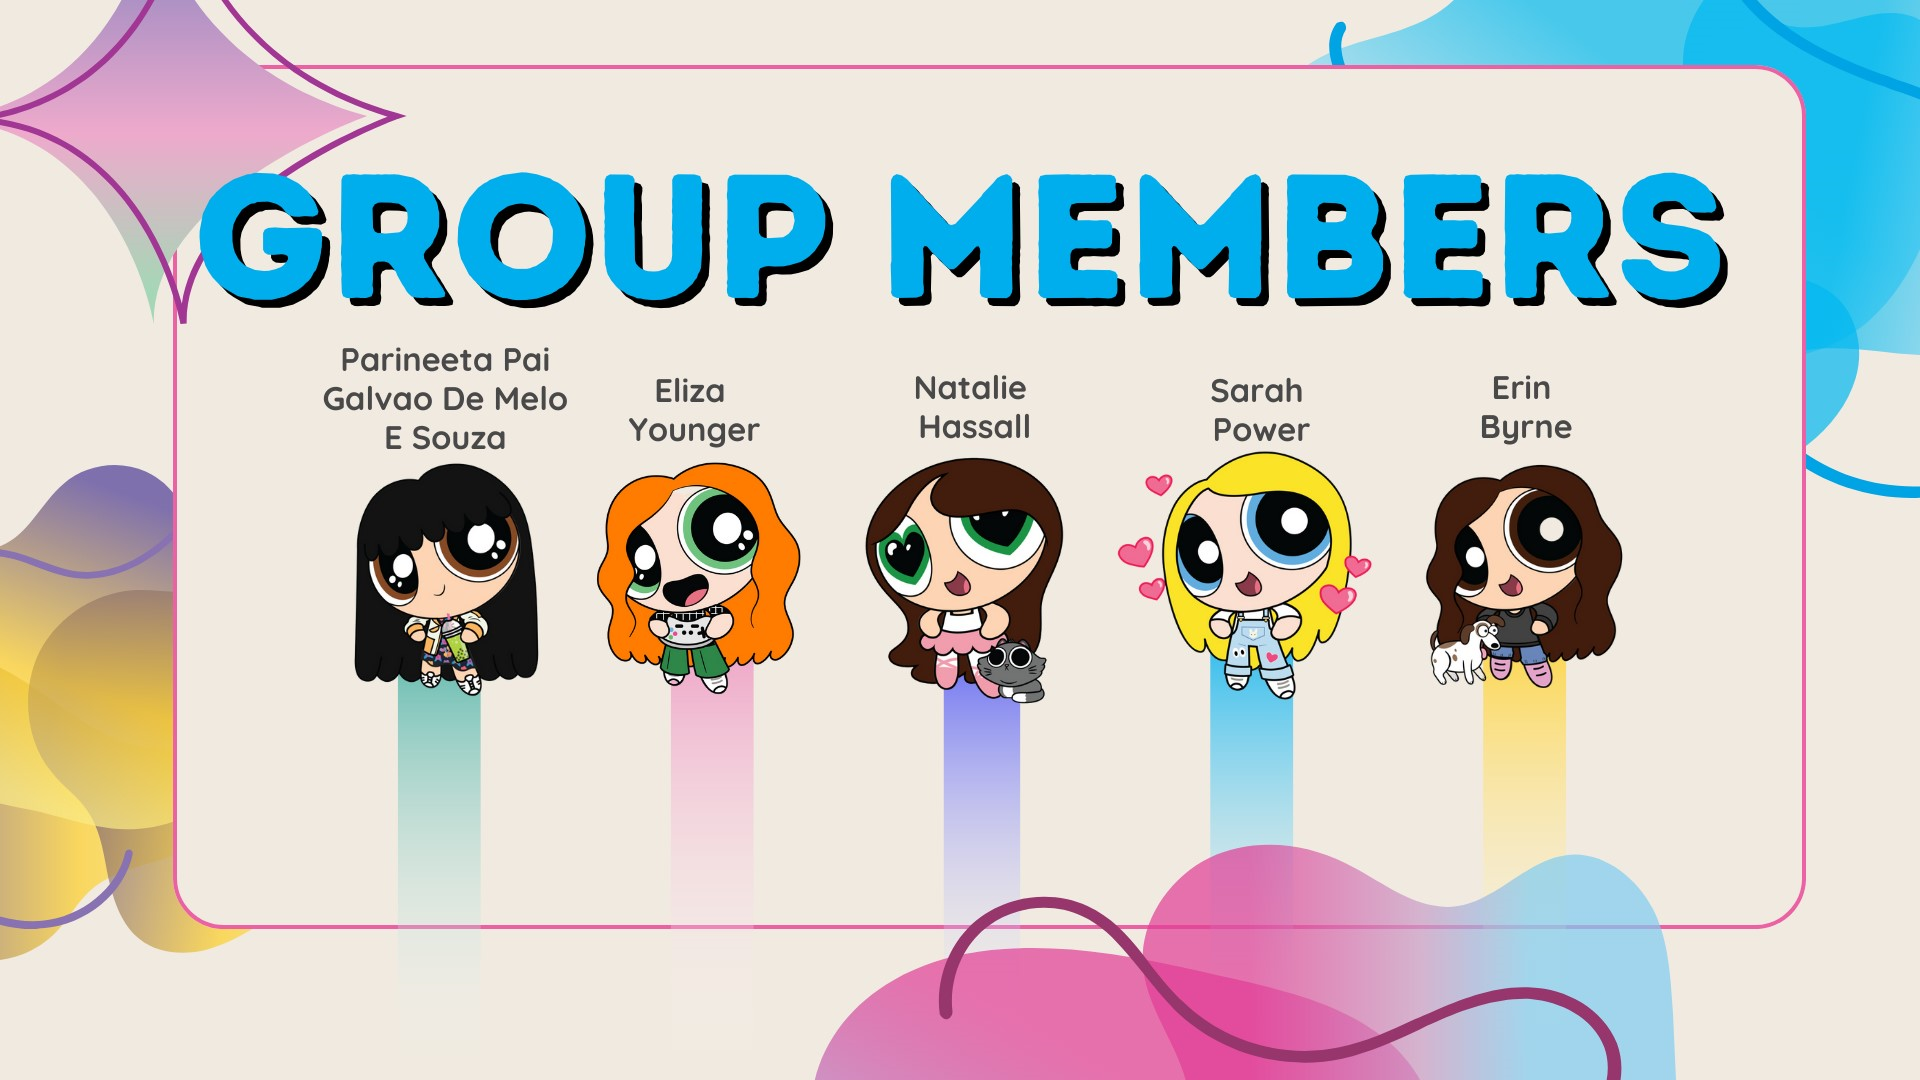 GROUP MEMBERS
Parineeta Pai
Galvao De Melo
E Souza
Eliza
Younger
Natalie
Hassall
Sarah
Power
Erin
Byrne